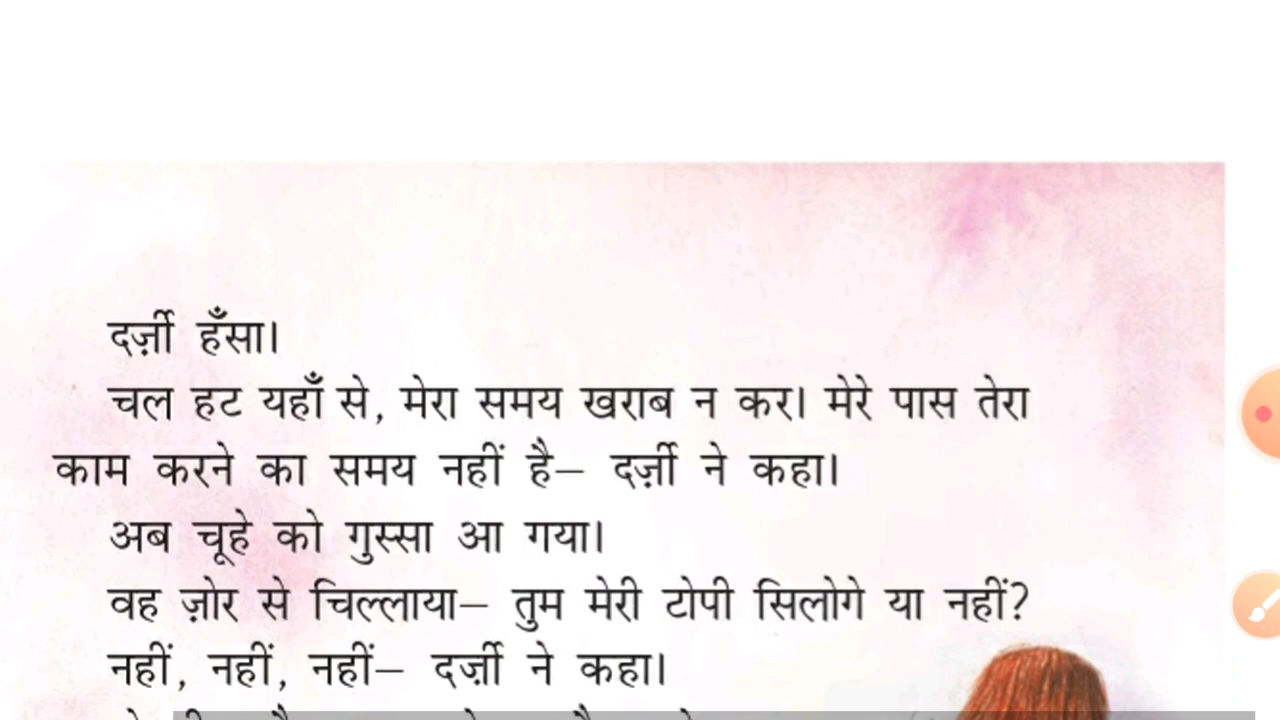 दर्ज़ी हँसा।
चल हट यहाँ से, मेरा समय खराब न कर। मेरे पास तेरा
काम करने का समय नहीं है– दर्ज़ी ने कहा।
अब चूहे को गुस्सा आ गया।
वह ज़ोर से चिल्लाया– तुम मेरी टोपी सिलोगे या नहीं?
नहीं, नहीं, नहीं– दर्ज़ी ने कहा।